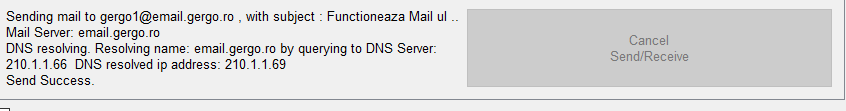 Sending mail to gergo1@email.gergo.ro , with subject : Functioneaza Mail ul ..
Mail Server: email.gergo.ro
DNS resolving. Resolving name: email.gergo.ro by querying to DNS Server:
210.1.1.66  DNS resolved ip address: 210.1.1.69
Send Success.
Cancel
Send/Receive